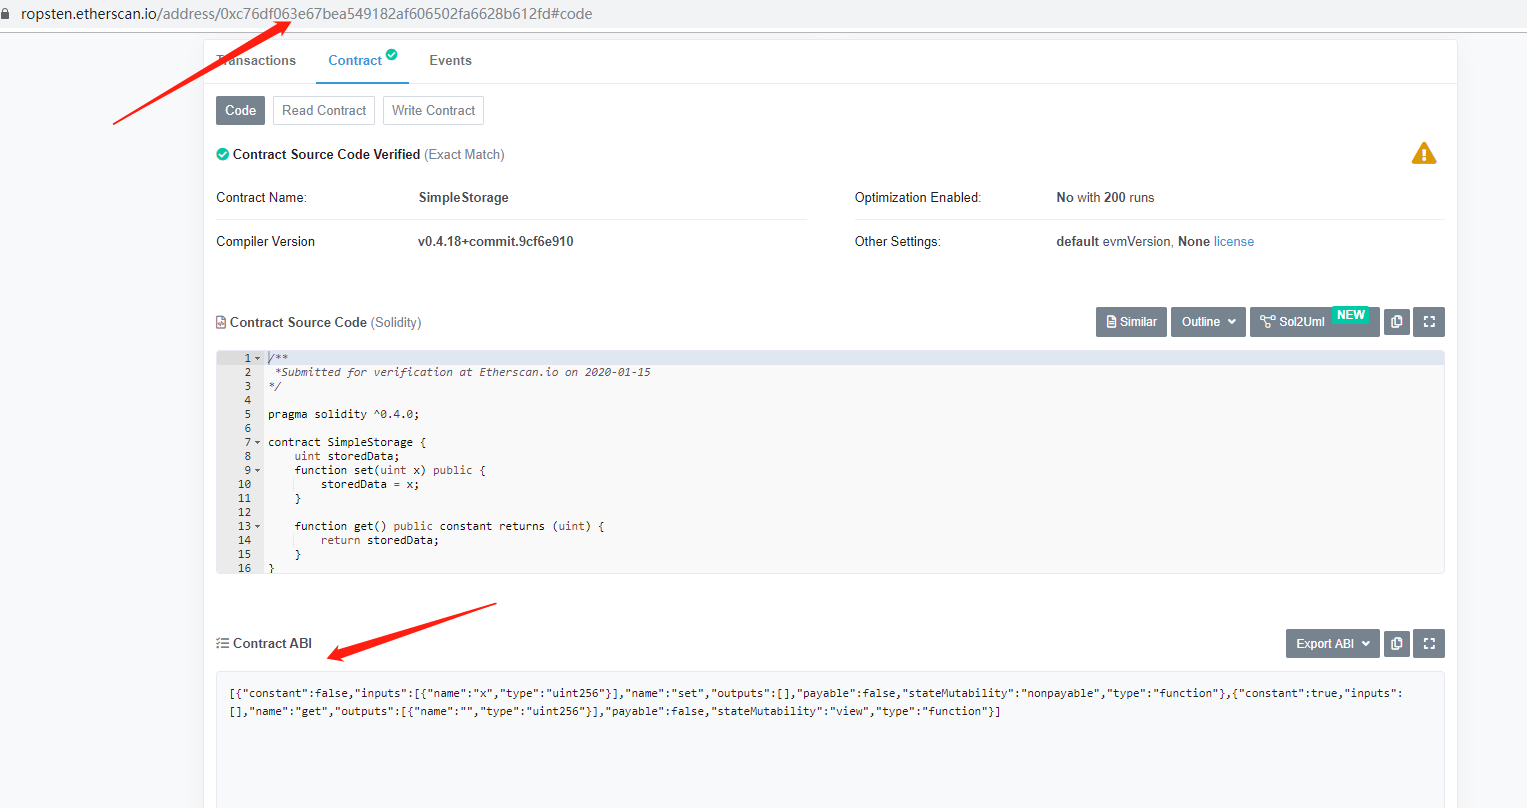 ropsten.etherscan.io/address/0xc76df063e67bea549182af606502fa6628b612fd#code
Transactions
Contract
Events
Code
Read Contract
Write Contract
Contract Source Code Verified (Exact Match)
Contract Name:
SimpleStorage
Optimization Enabled:
No with 200 runs
Compiler Version
v0.4.18+commit.9cf6e910
Other Settings:
default evmVersion, None license
Contract Source Code (Solidity)
Similar
Outline
Sol2Uml
NEW
1 /**
2 *Submitted for verification at Etherscan.io on 2020-01-15
3 */
4
5 pragma solidity ^0.4.0;
6
7 contract SimpleStorage {
8 uint storedData;
9 function set(uint x) public {
10 storedData = x;
11 }
12
13 function get() public constant returns (uint) {
14 return storedData;
15 }
16 }
Contract ABI
Export ABI
[{"constant":false,"inputs":[{"name":"x","type":"uint256"}],"name":"set","outputs":[],"payable":false,"stateMutability":"nonpayable","type":"function"},{"constant":true,"inputs":
[],"name":"get","outputs":[{"name":"","type":"uint256"}],"payable":false,"stateMutability":"view","type":"function"}]